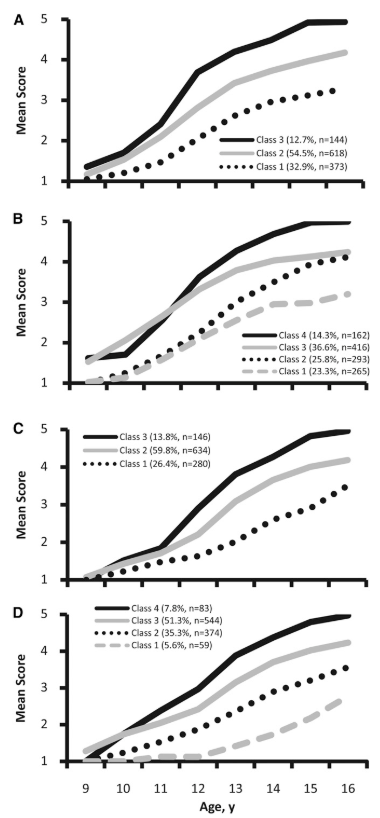 A
5
4
3
2
1
Mean Score
Class 3 (12.7%, n=144)
Class 2 (54.5%, n=618)
Class 1 (32.9%, n=373)
B
5
4
3
2
1
Mean Score
Class 4 (14.3%, n=162)
Class 3 (36.6%, n=416)
Class 2 (25.8%, n=293)
Class 1 (23.3%, n=265)
C
5
4
3
2
1
Mean Score
Class 3 (13.8%, n=146)
Class 2 (59.8%, n=634)
Class 1 (26.4%, n=280)
D
5
4
3
2
1
Mean Score
Class 4 (7.8%, n=83)
Class 3 (51.3%, n=544)
Class 2 (35.3%, n=374)
Class 1 (5.6%, n=59)
9 10 11 12 13 14 15 16
Age, y